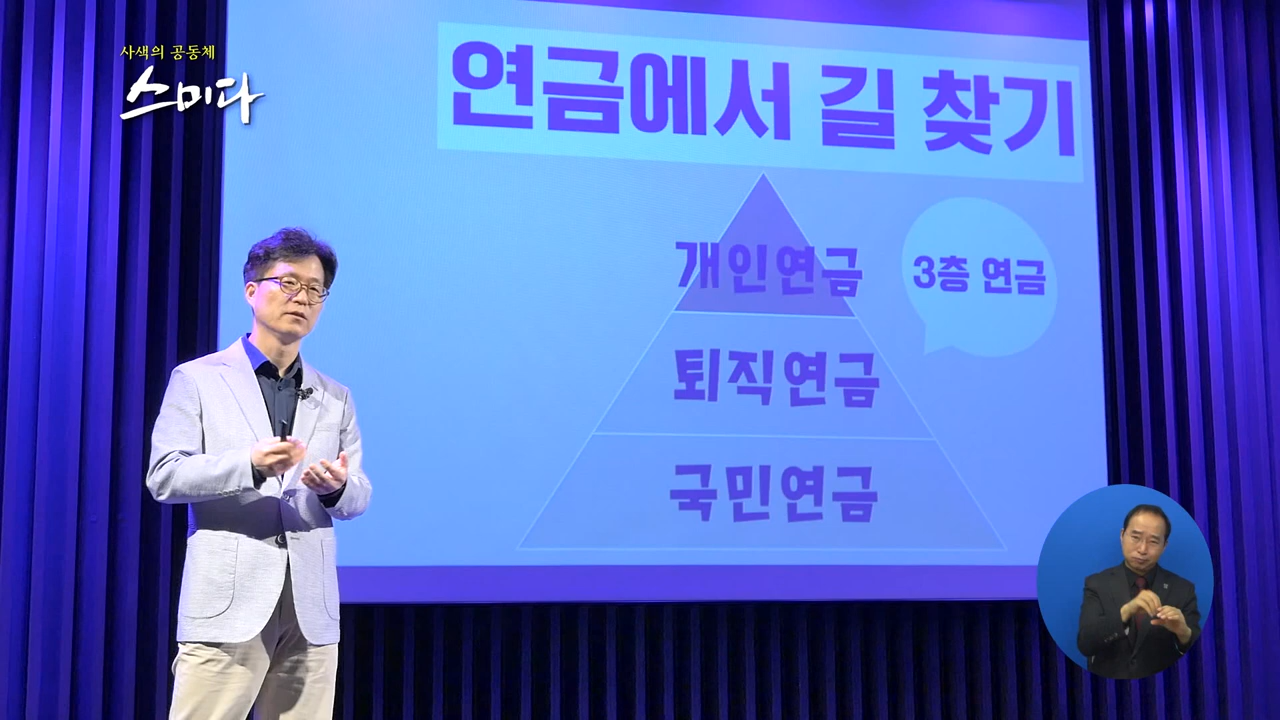 사색의 공동체
스미다
연금에서 길 찾기
개인연금
3층 연금
퇴직연금
국민연금